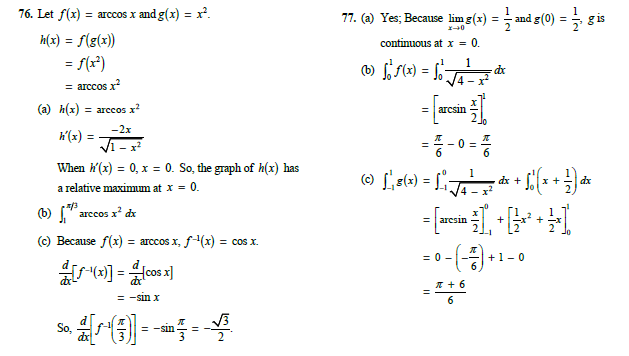 76. Let f(x) = arccos x and g(x) = x².
h(x) = f(g(x))
= f(x²)
= arccos x²
(a) h(x) = arccos x²
h′(x) = −2x / √(1 − x²)
When h′(x) = 0, x = 0. So, the graph of h(x) has
a relative maximum at x = 0.
(b) ∫₁^(π/3) arccos x² dx
(c) Because f(x) = arccos x, f⁻¹(x) = cos x.
d/dx [f⁻¹(x)] = d/dx [cos x]
= −sin x
So, d/dx [f⁻¹(π/3)] = −sin π/3 = −√3/2.
77. (a) Yes; Because lim x→0 g(x) = 1/2 and g(0) = 1/2, g is
continuous at x = 0.
(b) ∫₀¹ f(x) = ∫₀¹ 1/√(4 − x²) dx
= [arcsin x/2]₀¹
= π/6 − 0 = π/6
(c) ∫₋₁¹ g(x) = ∫₋₁⁰ 1/√(4 − x²) dx + ∫₀¹ (x + 1/2) dx
= [arcsin x/2]₋₁⁰ + [1/2 x² + 1/2 x]₀¹
= 0 − (−π/6) + 1 − 0
= (π + 6)/6